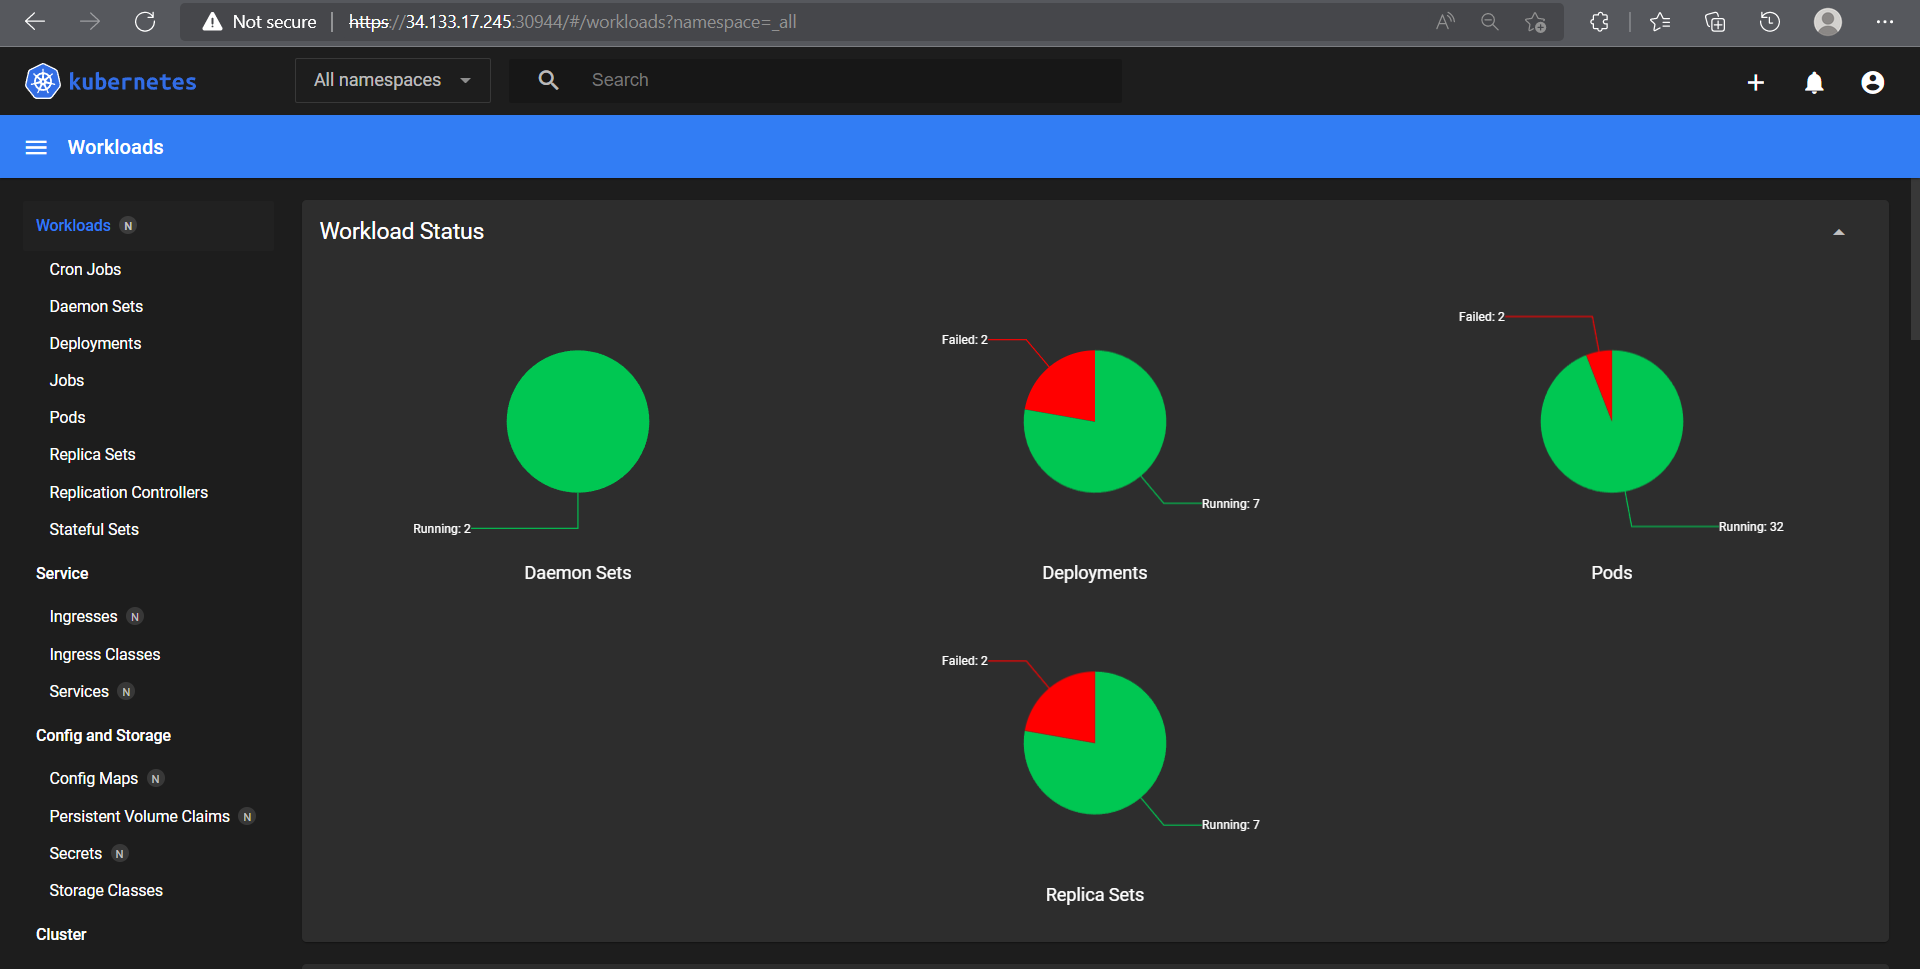 Not secure https://34.133.17.245:30944/#/workloads?namespace=_all
kubernetes
All namespaces
Search
Workloads
Workloads N
Cron Jobs
Daemon Sets
Deployments
Jobs
Pods
Replica Sets
Replication Controllers
Stateful Sets
Service
Ingresses N
Ingress Classes
Services N
Config and Storage
Config Maps N
Persistent Volume Claims N
Secrets N
Storage Classes
Cluster
Workload Status
Running: 2
Daemon Sets
Failed: 2
Running: 7
Deployments
Failed: 2
Running: 32
Pods
Failed: 2
Running: 7
Replica Sets